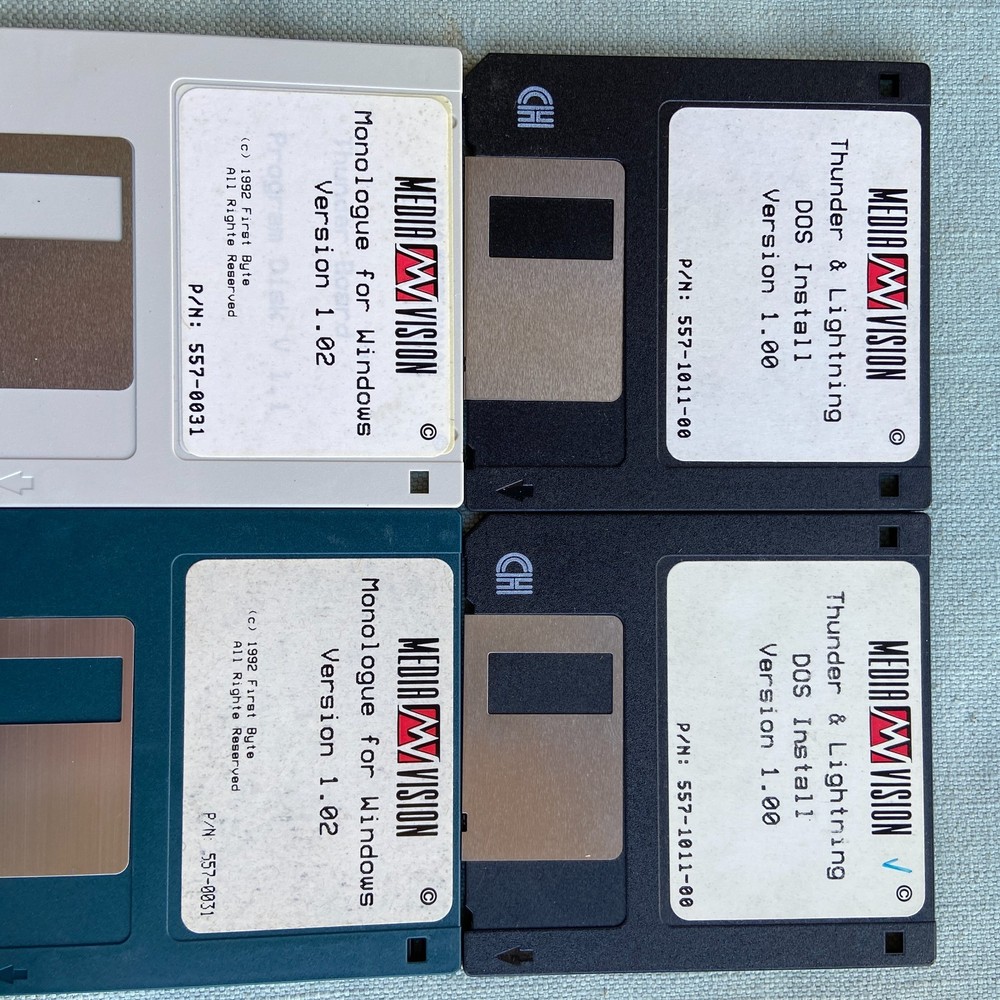 MEDIA VISION ©
Monologue for Windows
Version 1.02
(c) 1992 First Byte
All Righte Reserved
P/N: 557-0031
MEDIA VISION ©
Thunder & Lightning
DOS Install
Version 1.00
P/N: 557-1011-00
MEDIA VISION ©
Monologue for Windows
Version 1.02
(c) 1992 First Byte
All Righte Reserved
P/N: 557-0031
MEDIA VISION ©
Thunder & Lightning
DOS Install
Version 1.00
P/N: 557-1011-00